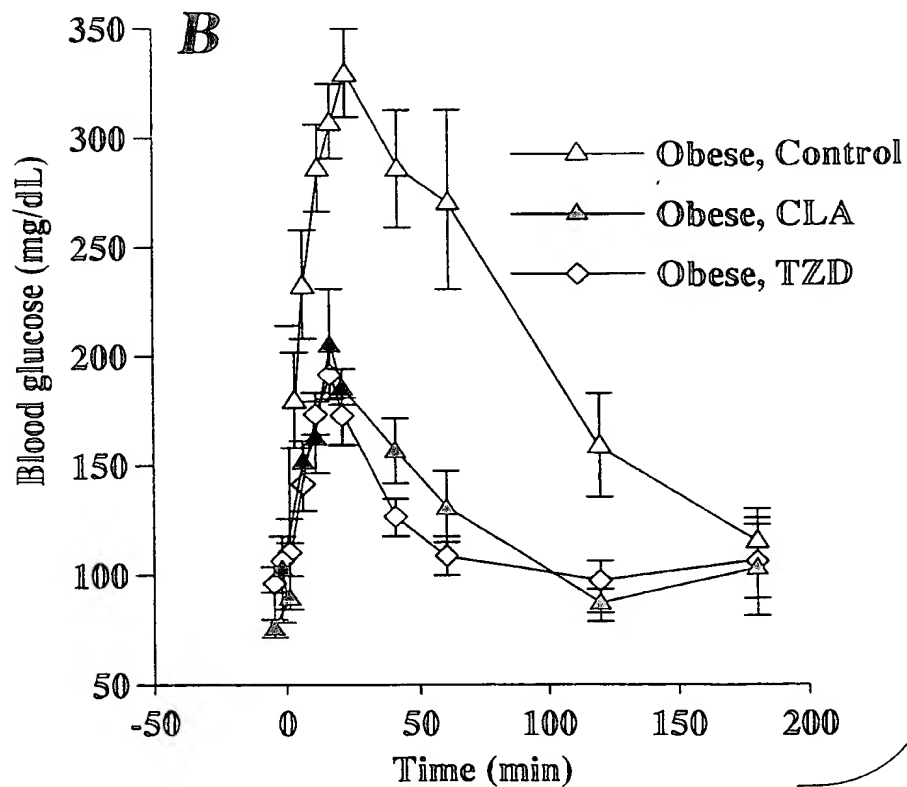 B
350
300
250
200
150
100
50
-50 0 50 100 150 200
Blood glucose (mg/dL)
Time (min)
Obese, Control
Obese, CLA
Obese, TZD